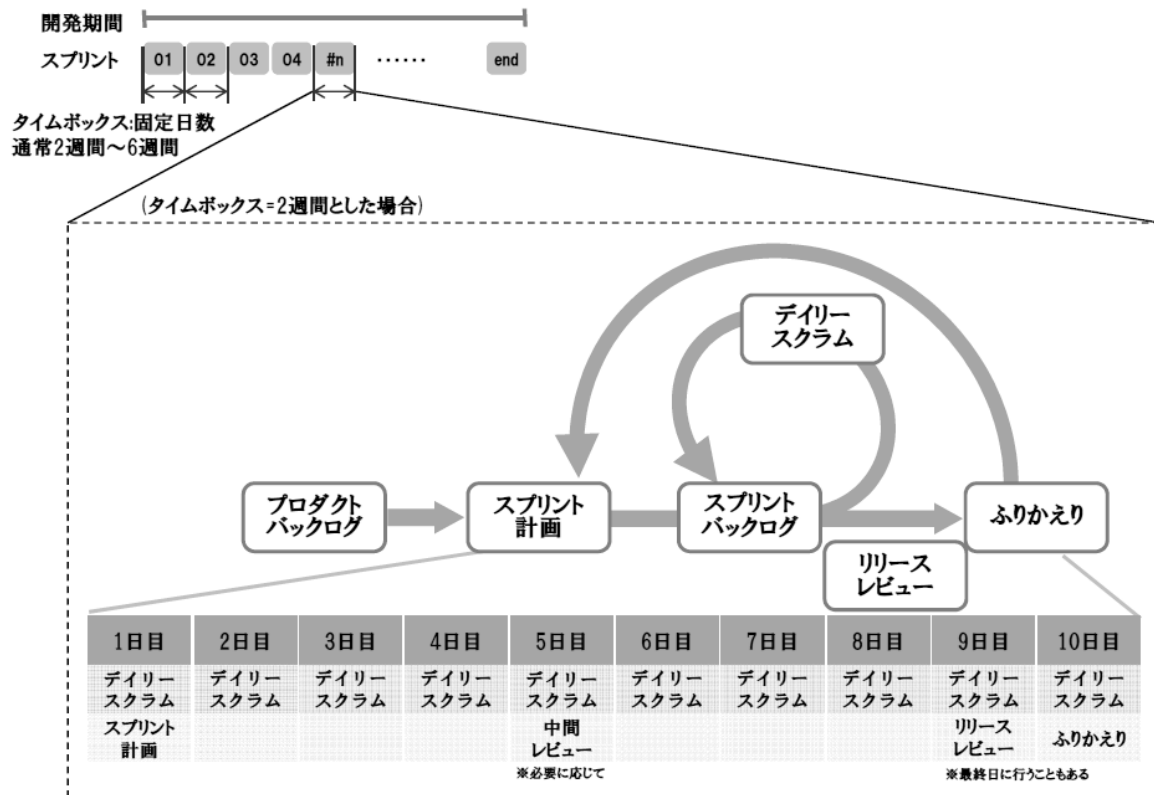 開発期間
スプリント 01 02 03 04 #n ・・・・・・ end
タイムボックス:固定日数
通常2週間～6週間
(タイムボックス=2週間とした場合)
デイリー
スクラム
プロダクト
バックログ
スプリント
計画
スプリント
バックログ
ふりかえり
リリース
レビュー
1日目 2日目 3日目 4日目 5日目 6日目 7日目 8日目 9日目 10日目
デイリー デイリー デイリー デイリー デイリー デイリー デイリー デイリー デイリー デイリー
スクラム スクラム スクラム スクラム スクラム スクラム スクラム スクラム スクラム スクラム
スプリント 中間 リリース ふりかえり
計画 レビュー レビュー
※必要に応じて ※最終日に行うこともある